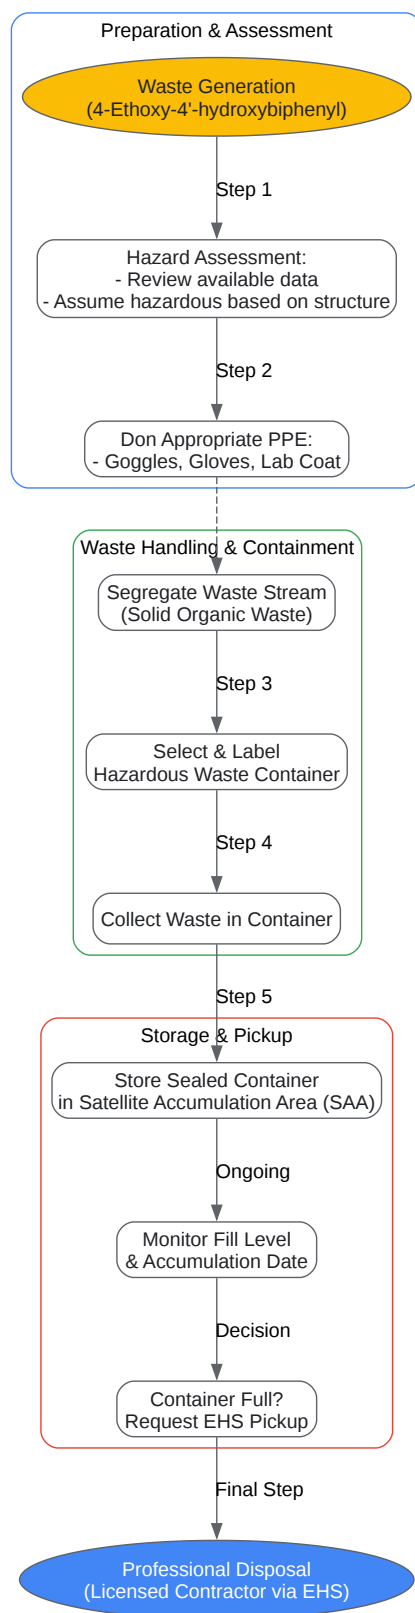 Preparation & Assessment
Waste Generation
(4-Ethoxy-4'-hydroxybiphenyl)
Step 1
Hazard Assessment:
- Review available data
- Assume hazardous based on structure
Step 2
Don Appropriate PPE:
- Goggles, Gloves, Lab Coat
Waste Handling & Containment
Segregate Waste Stream
(Solid Organic Waste)
Step 3
Select & Label
Hazardous Waste Container
Step 4
Collect Waste in Container
Step 5
Storage & Pickup
Store Sealed Container
in Satellite Accumulation Area (SAA)
Ongoing
Monitor Fill Level
& Accumulation Date
Decision
Container Full?
Request EHS Pickup
Final Step
Professional Disposal
(Licensed Contractor via EHS)